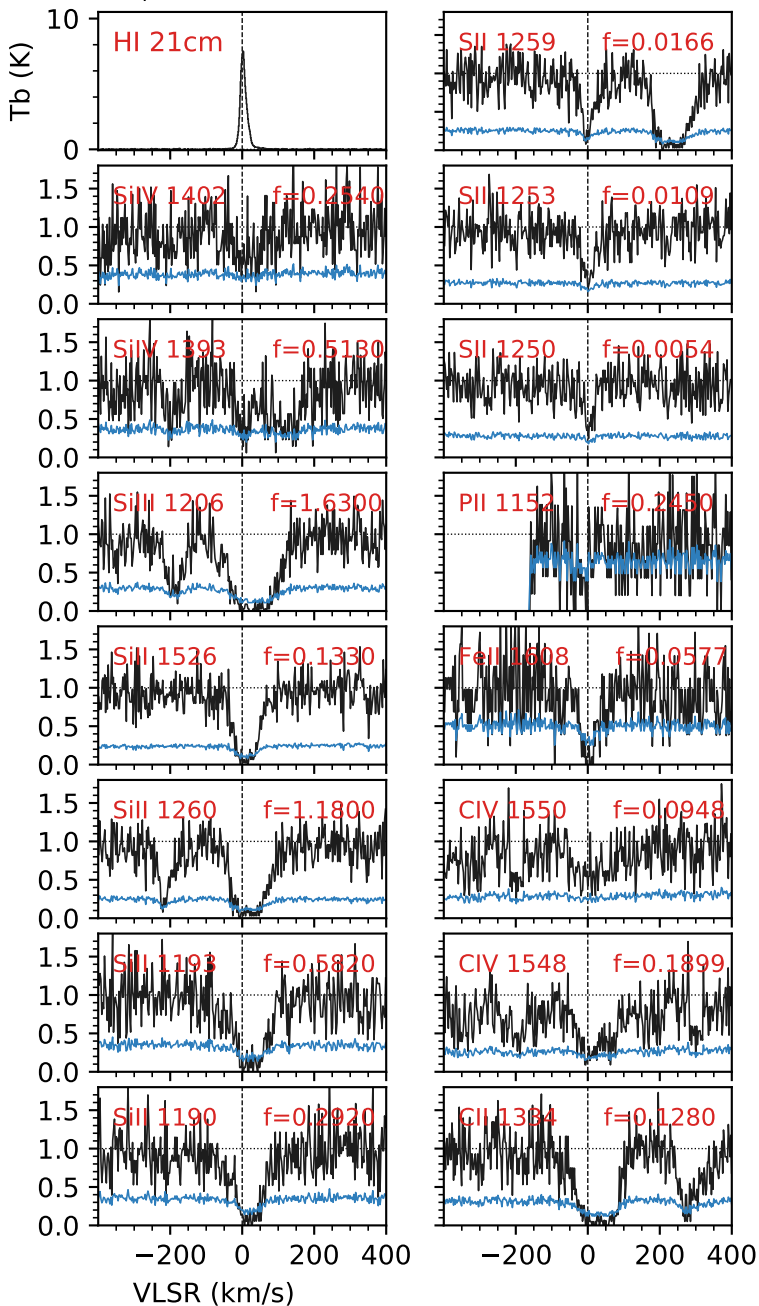 10
0
Tb (K)
HI 21cm
SII 1259 f=0.0166
1.5
1.0
0.5
0.0
SiIV 1402 f=0.2540
SII 1253 f=0.0109
1.5
1.0
0.5
0.0
SiIV 1393 f=0.5130
SII 1250 f=0.0054
1.5
1.0
0.5
0.0
SiIII 1206 f=1.6300
PII 1152 f=0.2450
1.5
1.0
0.5
0.0
SiII 1526 f=0.1330
FeII 1608 f=0.0577
1.5
1.0
0.5
0.0
SiII 1260 f=1.1800
CIV 1550 f=0.0948
1.5
1.0
0.5
0.0
SiII 1193 f=0.5820
CIV 1548 f=0.1899
1.5
1.0
0.5
0.0
SiII 1190 f=0.2920
CII 1334 f=0.1280
−200 0 200 400
−200 0 200 400
VLSR (km/s)